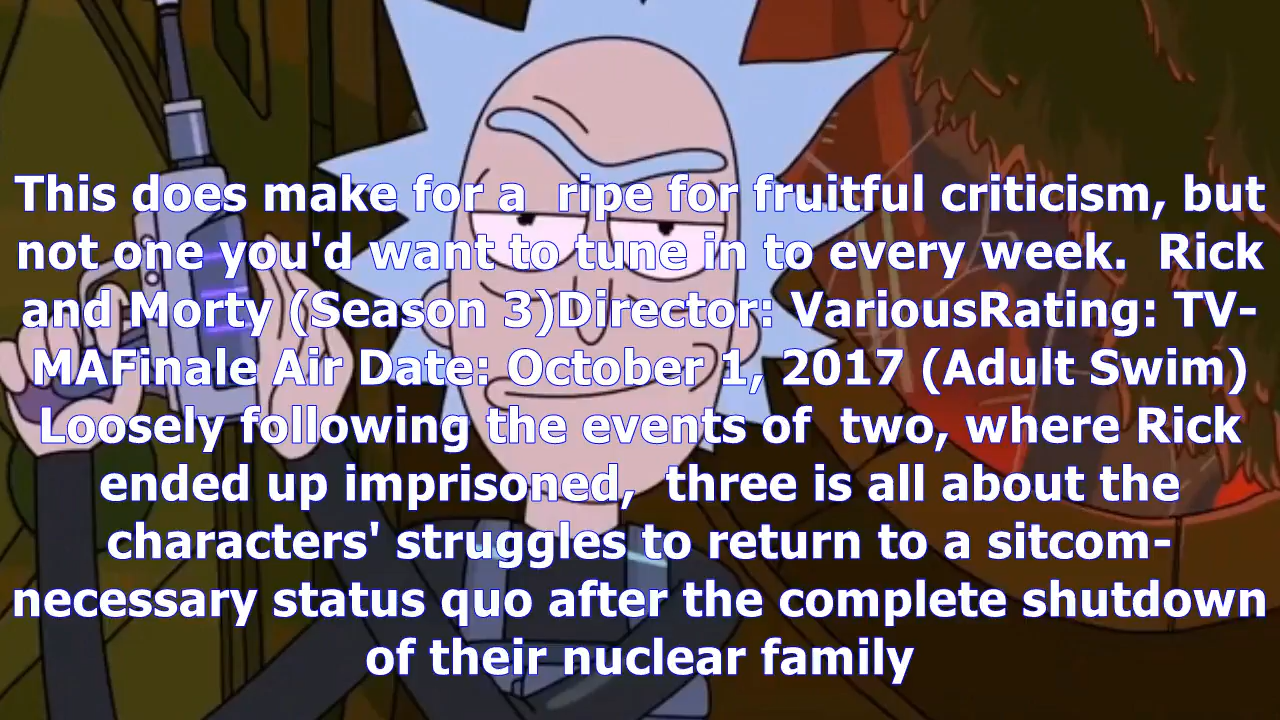 This does make for a  ripe for fruitful criticism, but
not one you'd want to tune in to every week.  Rick
and Morty (Season 3)Director: VariousRating: TV-
MAFinale Air Date: October 1, 2017 (Adult Swim)
Loosely following the events of  two, where Rick
ended up imprisoned,  three is all about the
characters' struggles to return to a sitcom-
necessary status quo after the complete shutdown
of their nuclear family